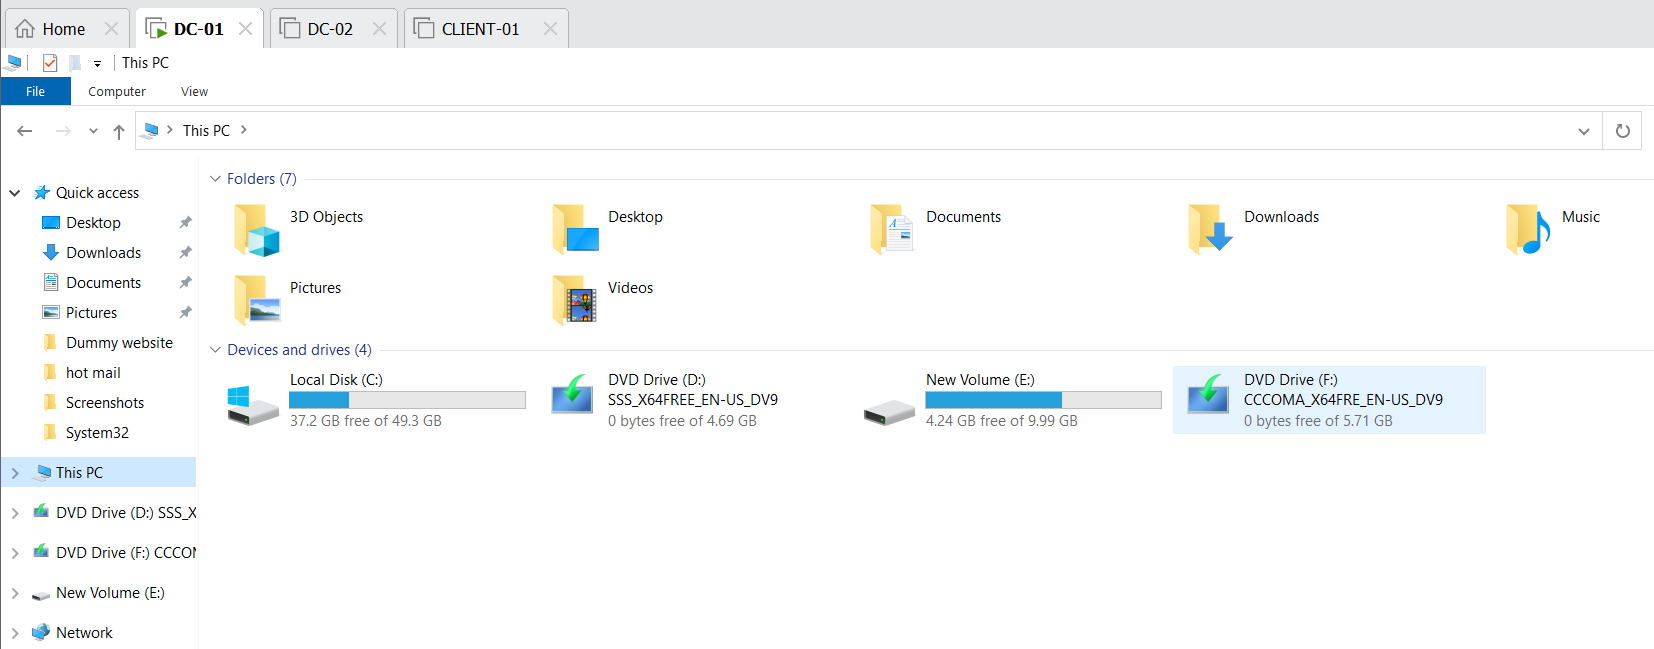 Home
DC-01
DC-02
CLIENT-01
This PC
File
Computer
View
This PC
Quick access
Desktop
Downloads
Documents
Pictures
Dummy website
hot mail
Screenshots
System32
This PC
DVD Drive (D:) SSS_X
DVD Drive (F:) CCCO
New Volume (E:)
Network
Folders (7)
3D Objects
Desktop
Documents
Downloads
Music
Pictures
Videos
Devices and drives (4)
Local Disk (C:)
37.2 GB free of 49.3 GB
DVD Drive (D:)
SSS_X64FREE_EN-US_DV9
0 bytes free of 4.69 GB
New Volume (E:)
4.24 GB free of 9.99 GB
DVD Drive (F:)
CCCOMA_X64FRE_EN-US_DV9
0 bytes free of 5.71 GB